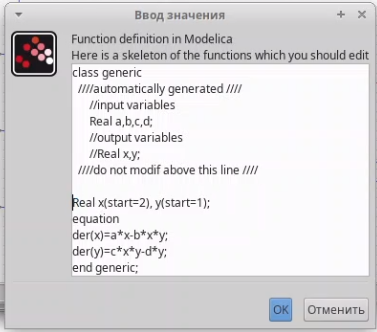 Ввод значения
Function definition in Modelica
Here is a skeleton of the functions which you should edit
class generic
////automatically generated ////
//input variables
Real a,b,c,d;
//output variables
//Real x,y;
////do not modif above this line ////
Real x(start=2), y(start=1);
equation
der(x)=a*x-b*x*y;
der(y)=c*x*y-d*y;
end generic;
OK
Отменить